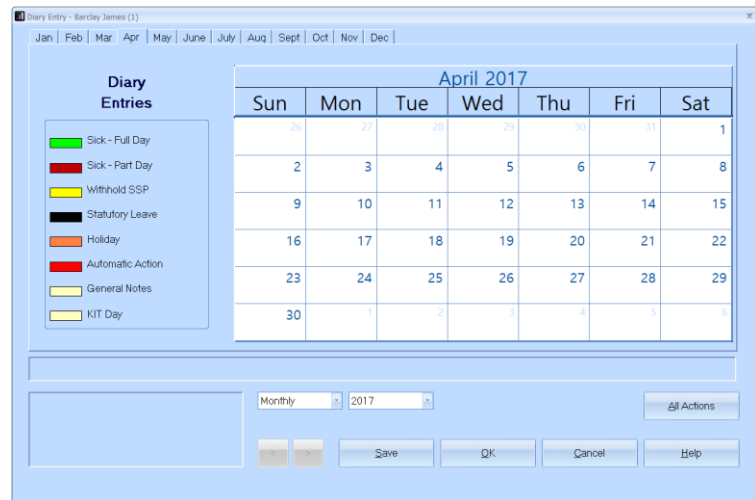 Diary Entry - Barclay James (1)
x
Jan Feb Mar Apr May June July Aug Sept Oct Nov Dec
Diary
Entries
Sick - Full Day
Sick - Part Day
Withhold SSP
Statutory Leave
Holiday
Automatic Action
General Notes
KIT Day
April 2017
Sun Mon Tue Wed Thu Fri Sat
26 27 28 29 30 31 1
2 3 4 5 6 7 8
9 10 11 12 13 14 15
16 17 18 19 20 21 22
23 24 25 26 27 28 29
30 1 2 3 4 5 6
Monthly 2017
All Actions
< > Save OK Cancel Help